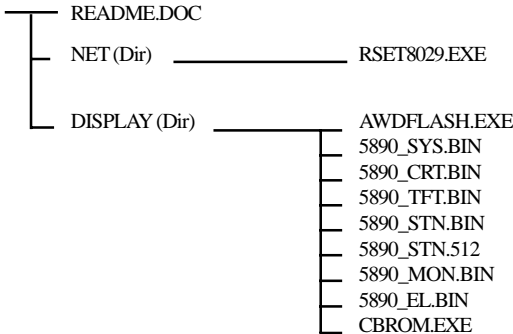 README.DOC
NET (Dir) RSET8029.EXE
DISPLAY (Dir) AWDFLASH.EXE
5890_SYS.BIN
5890_CRT.BIN
5890_TFT.BIN
5890_STN.BIN
5890_STN.512
5890_MON.BIN
5890_EL.BIN
CBROM.EXE